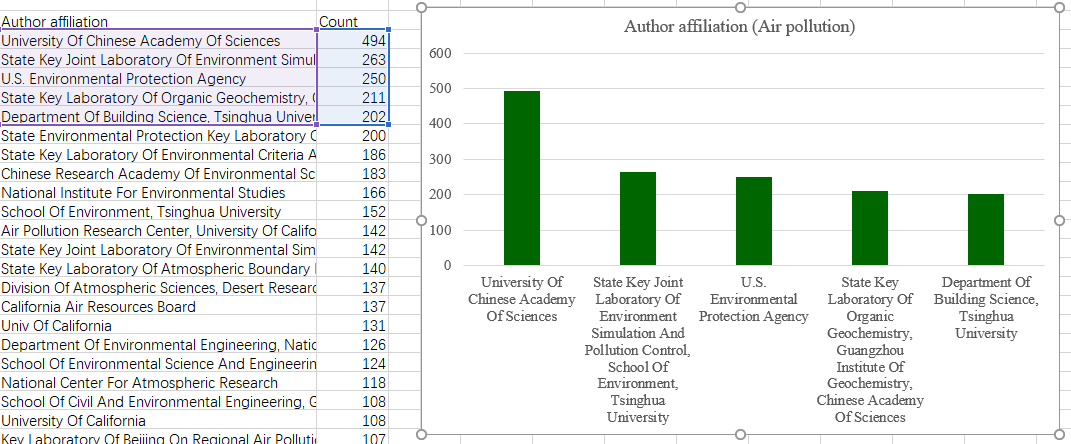 Author affiliation Count
University Of Chinese Academy Of Sciences 494
State Key Joint Laboratory Of Environment Simul 263
U.S. Environmental Protection Agency 250
State Key Laboratory Of Organic Geochemistry, 211
Department Of Building Science, Tsinghua Univer 202
State Environmental Protection Key Laboratory 200
State Key Laboratory Of Environmental Criteria A 186
Chinese Research Academy Of Environmental Sc 183
National Institute For Environmental Studies 166
School Of Environment, Tsinghua University 152
Air Pollution Research Center, University Of Califo 142
State Key Joint Laboratory Of Environmental Sim 142
State Key Laboratory Of Atmospheric Boundary 140
Division Of Atmospheric Sciences, Desert Researc 137
California Air Resources Board 137
Univ Of California 131
Department Of Environmental Engineering, Natio 126
School Of Environmental Science And Engineerin 124
National Center For Atmospheric Research 118
School Of Civil And Environmental Engineering, G 108
University Of California 108
Key Laboratory Of Beijing On Regional Air Polluti 107
Author affiliation (Air pollution)
600
500
400
300
200
100
0
University Of
Chinese Academy
Of Sciences
State Key Joint
Laboratory Of
Environment
Simulation And
Pollution Control,
School Of
Environment,
Tsinghua
University
U.S.
Environmental
Protection Agency
State Key
Laboratory Of
Organic
Geochemistry,
Guangzhou
Institute Of
Geochemistry,
Chinese Academy
Of Sciences
Department Of
Building Science,
Tsinghua
University